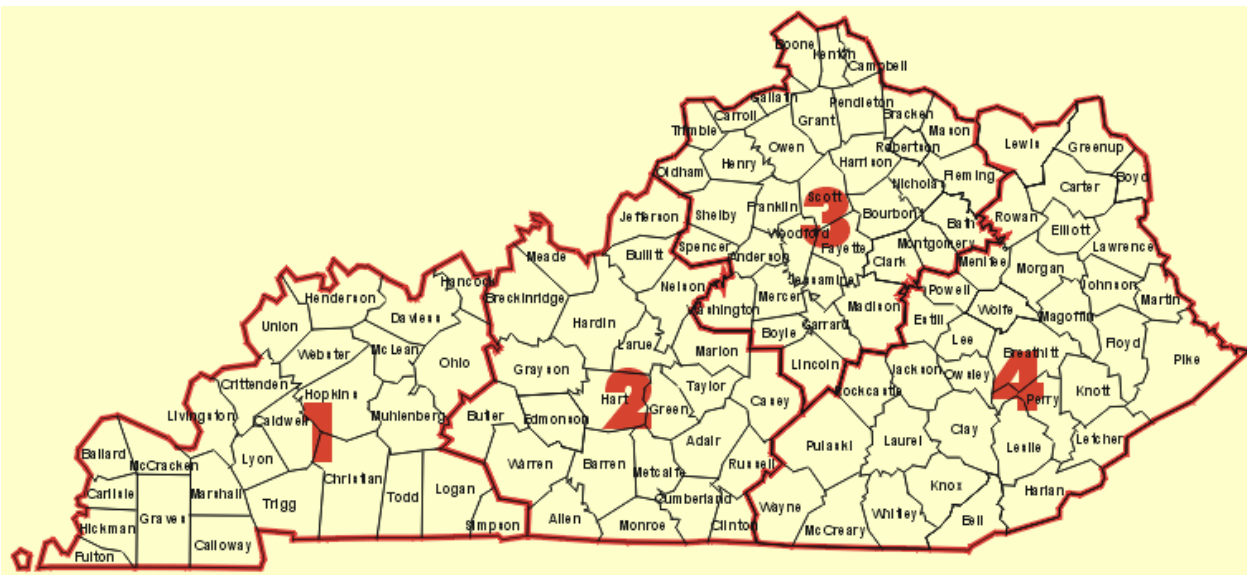 Boone
Kenton
Campbell
Gallatin
Pendleton
Carroll
Grant
Bracken
Trimble
Mason
Owen
Robertson
Lewis
Greenup
Henry
Harrison
Oldham
Nicholas
Fleming
Boyd
Carter
Scott
Franklin
3
Jefferson
Shelby
Bourbon
Bath
Rowan
Elliott
Woodford
Spencer
Fayette
Montgomery
Lawrence
Meade
Bullitt
Anderson
Clark
Menifee
Morgan
Hancock
Nelson
Jessamine
Johnson
Henderson
Breckinridge
Mercer
Powell
Martin
Union
Daviess
Hardin
Washington
Madison
Wolfe
Magoffin
Estill
Boyle
Garrard
Webster
McLean
Larue
Marion
Lee
Floyd
Ohio
Breathitt
Pike
Grayson
Lincoln
Jackson
Owsley
Crittenden
Taylor
4
Hopkins
Hart
2
Rockcastle
Perry
Knott
Livingston
Caldwell
1
Muhlenberg
Butler
Edmonson
Green
Casey
Ballard
Lyon
Adair
Pulaski
Laurel
Clay
Leslie
Letcher
McCracken
Warren
Barren
Metcalfe
Russell
Carlisle
Marshall
Trigg
Christian
Todd
Logan
Cumberland
Wayne
Knox
Harlan
Hickman
Graves
Simpson
Allen
Monroe
Clinton
McCreary
Whitley
Bell
Calloway
Fulton